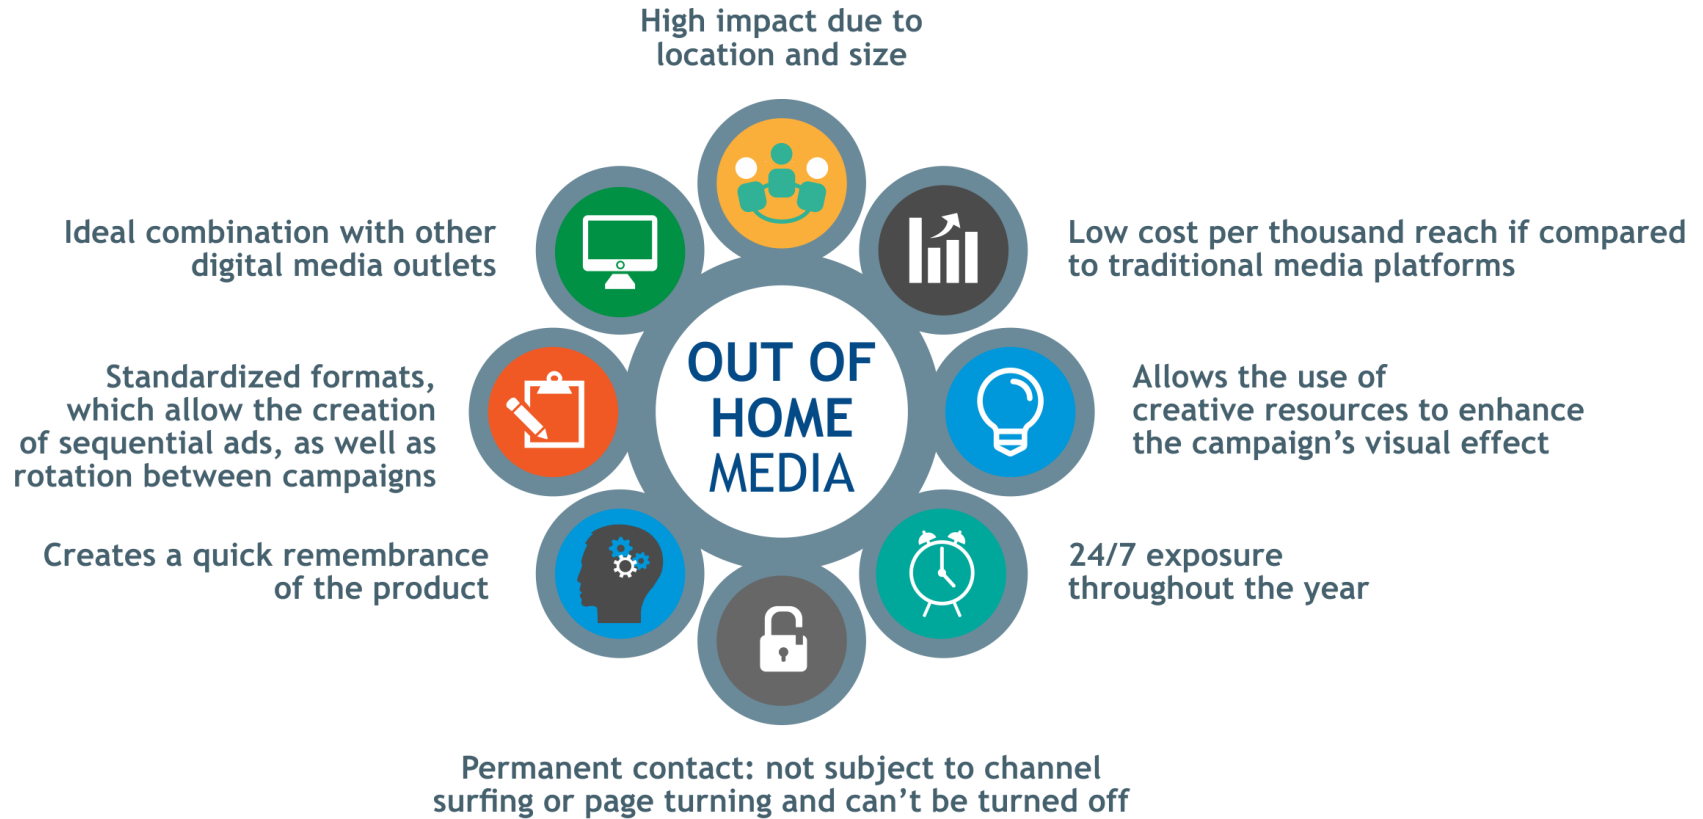 High impact due to
location and size
Ideal combination with other
digital media outlets
Low cost per thousand reach if compared
to traditional media platforms
OUT OF
HOME
MEDIA
Standardized formats,
which allow the creation
of sequential ads, as well as
rotation between campaigns
Allows the use of
creative resources to enhance
the campaign’s visual effect
Creates a quick remembrance
of the product
24/7 exposure
throughout the year
Permanent contact: not subject to channel
surfing or page turning and can’t be turned off